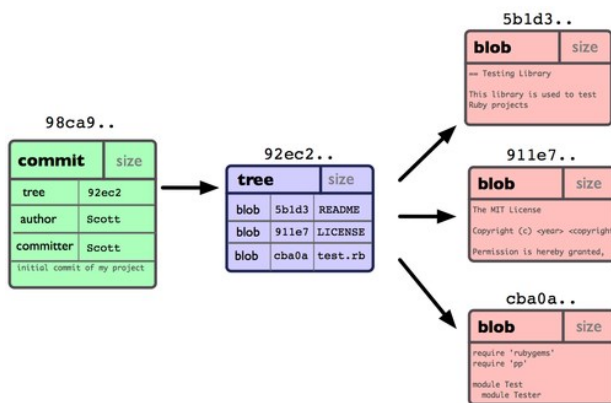 98ca9..
commit size
tree 92ec2
author Scott
committer Scott
initial commit of my project
92ec2..
tree size
blob 5b1d3 README
blob 911e7 LICENSE
blob cba0a test.rb
5b1d3..
blob size
== Testing Library
This library is used to test
Ruby projects
911e7..
blob size
The MIT License
Copyright (c) <year> <copyright
Permission is hereby granted,
cba0a..
blob size
require 'rubygems'
require 'pp'
module Test
module Tester